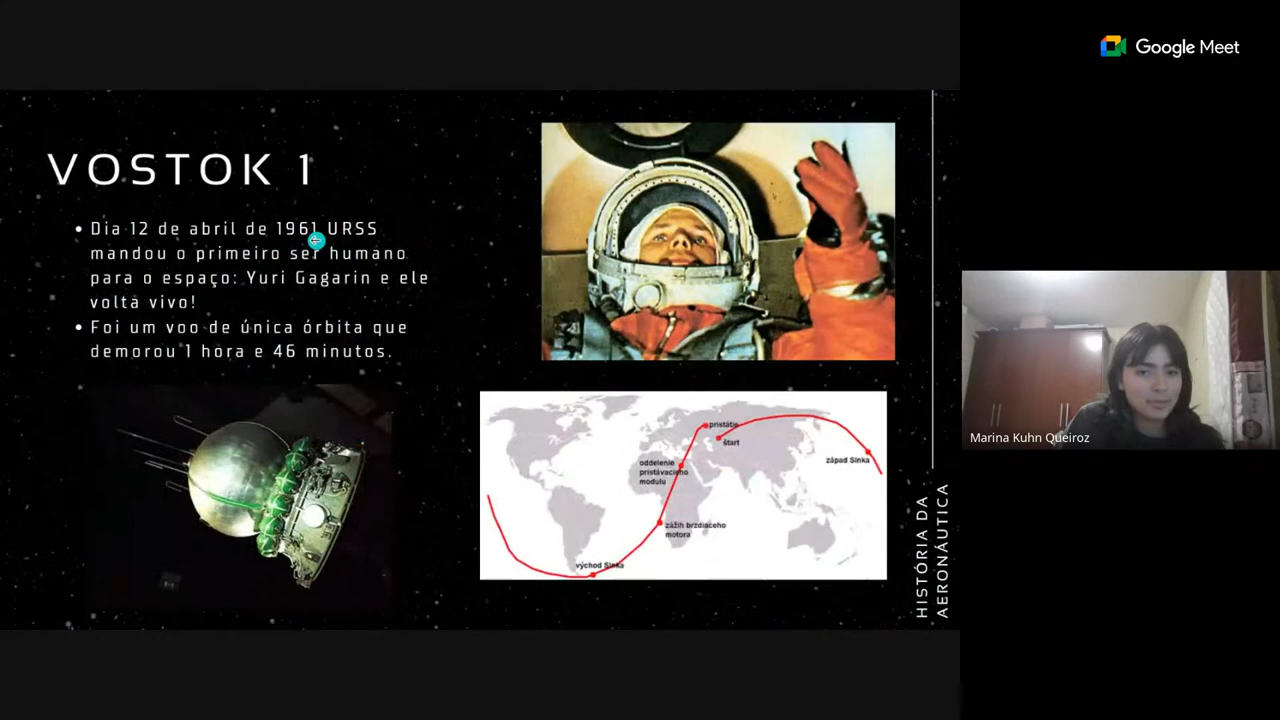 Google Meet
VOSTOK 1
Dia 12 de abril de 1961 URSS
mandou o primeiro ser humano
para o espaço: Yuri Gagarin e ele
volta vivo!
Foi um voo de única órbita que
demorou 1 hora e 46 minutos.
pristátie
štart
západ Slnka
oddelenie
pristávacieho
modulu
zážih brzdiaceho
motora
východ Slnka
HISTÓRIA DA
AERONÁUTICA
Marina Kuhn Queiroz